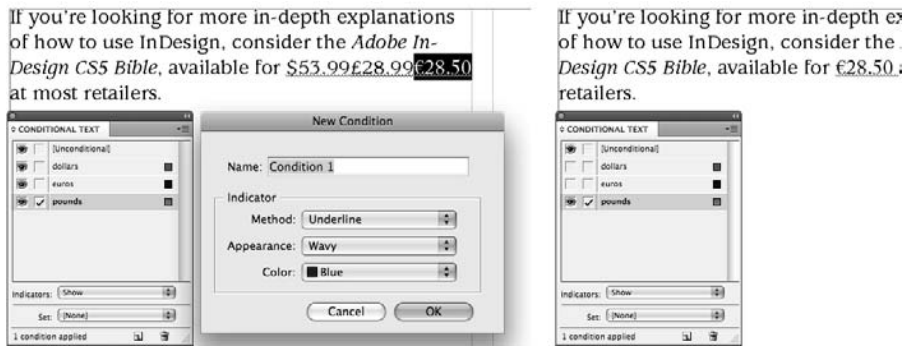 If you're looking for more in-depth explanations
of how to use InDesign, consider the Adobe In-
Design CS5 Bible, available for $53.99£28.99€28.50
at most retailers.
CONDITIONAL TEXT
[Unconditional]
dollars
euros
pounds
Indicators: Show
Set: [None]
1 condition applied
New Condition
Name: Condition 1
Indicator
Method: Underline
Appearance: Wavy
Color: Blue
Cancel OK
If you're looking for more in-depth ex
of how to use InDesign, consider the
Design CS5 Bible, available for €28.50 a
retailers.
CONDITIONAL TEXT
[Unconditional]
dollars
euros
pounds
Indicators: Show
Set: [None]
1 condition applied